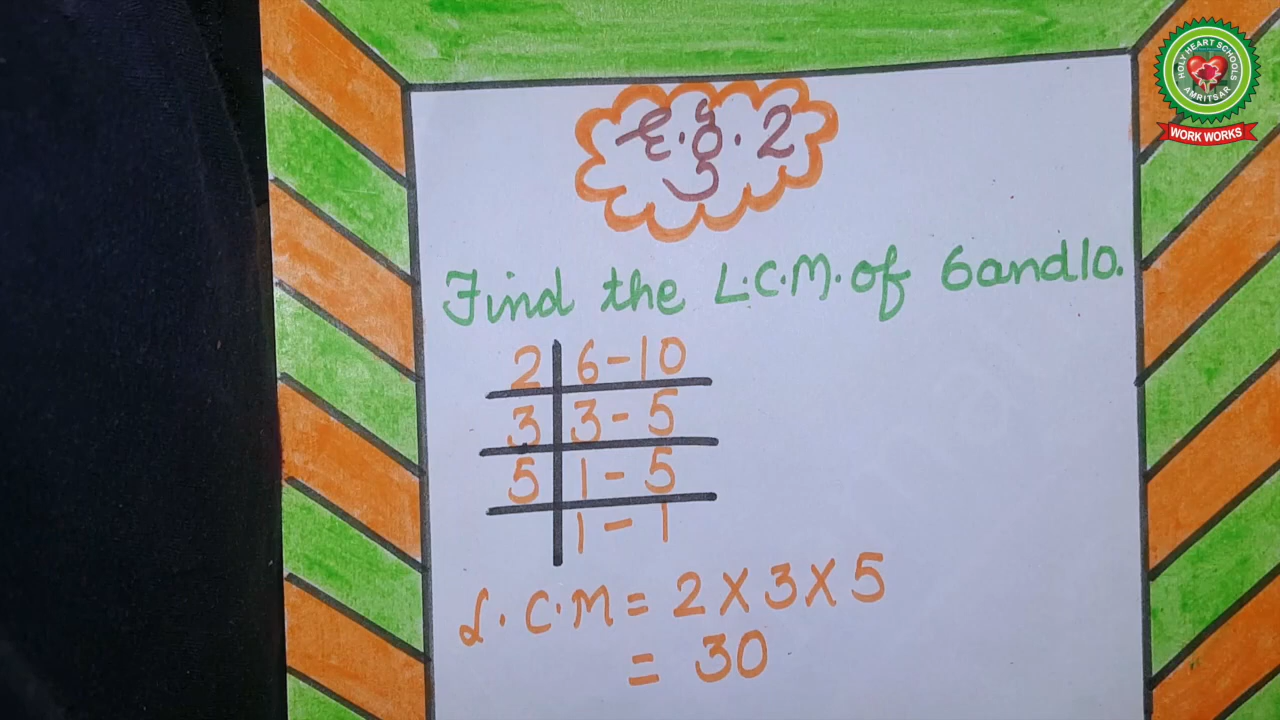 E.g. 2
Find the L.C.M. of 6 and 10.
2 | 6 - 10
3 | 3 - 5
5 | 1 - 5
1 - 1
L.C.M = 2 X 3 X 5
= 30
HOLY HEART SCHOOLS
AMRITSAR
WORK WORKS